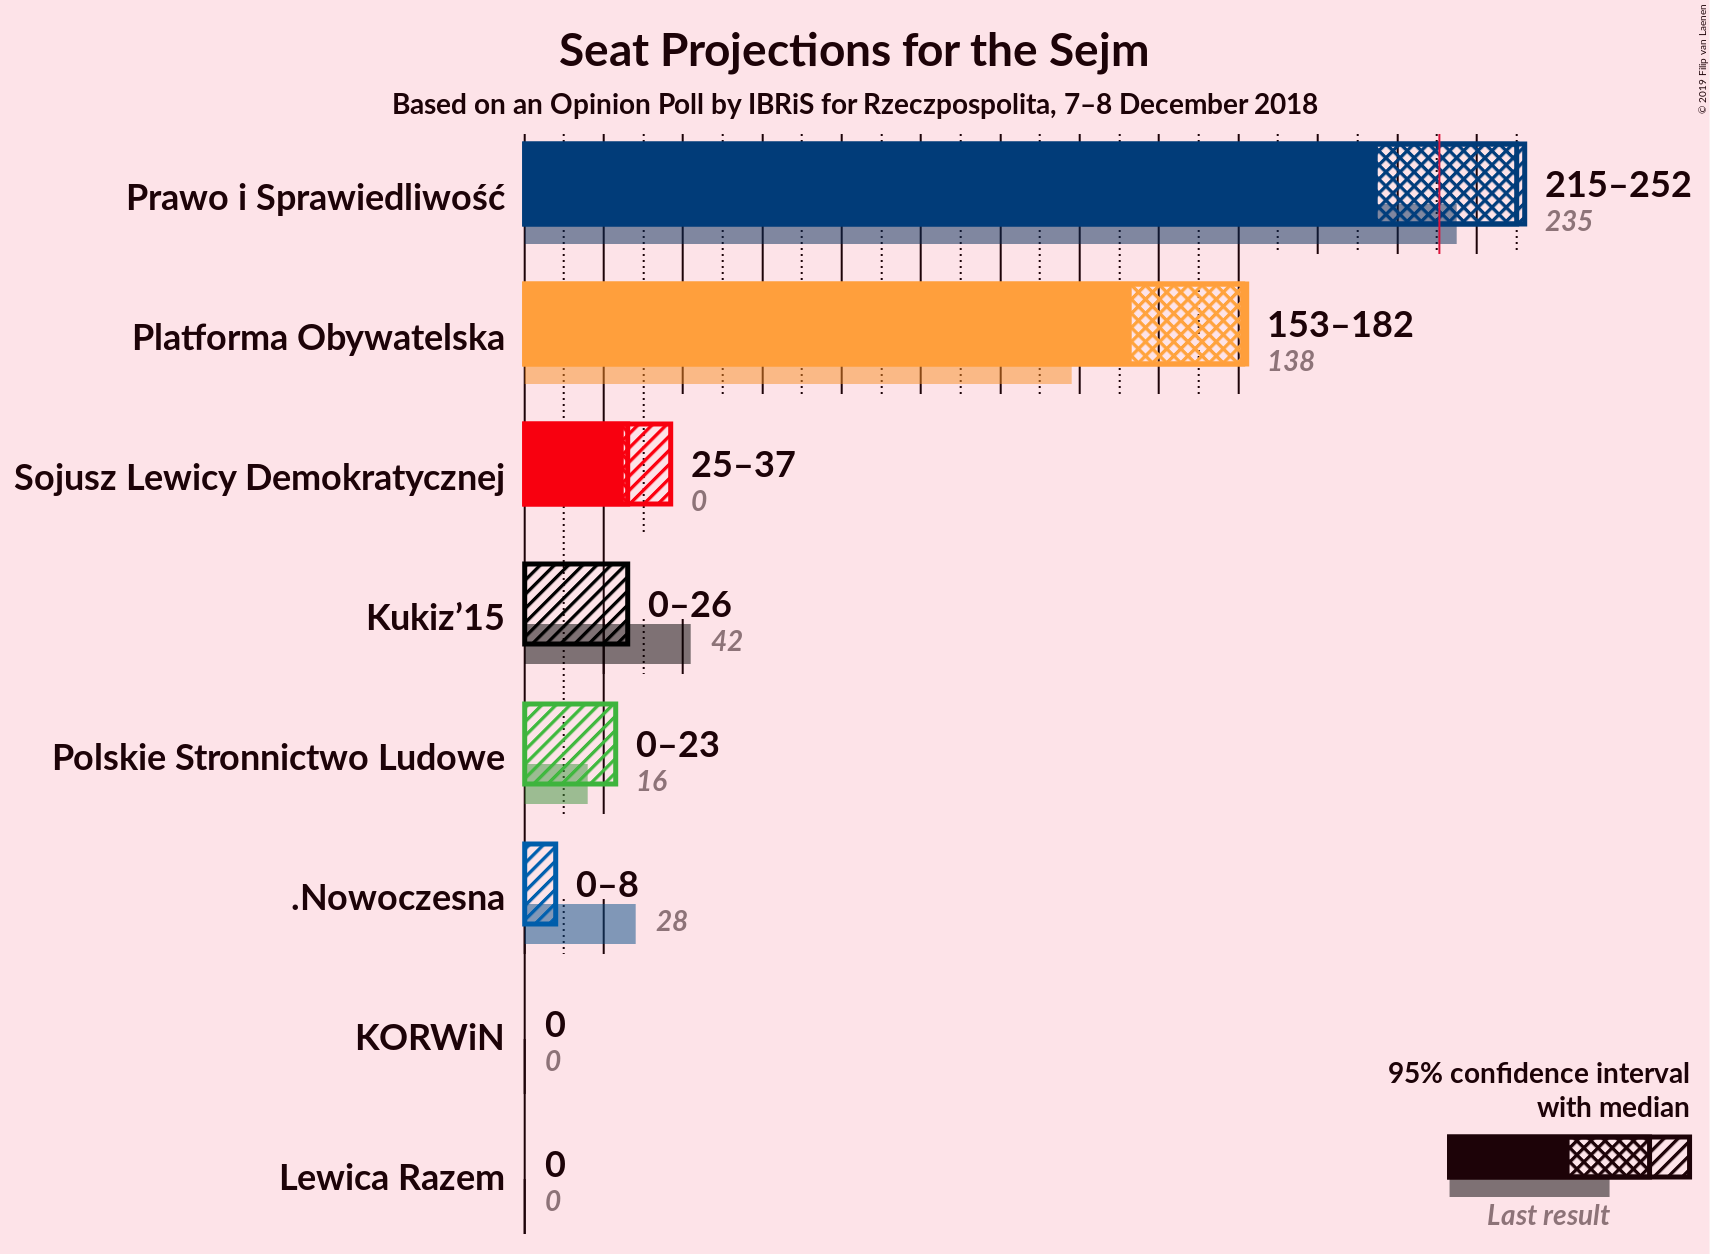 Seat Projections for the Sejm
Based on an Opinion Poll by IBRiS for Rzeczpospolita, 7–8 December 2018
© 2019 Filip van Laenen
Prawo i Sprawiedliwość
215–252
235
Platforma Obywatelska
153–182
138
Sojusz Lewicy Demokratycznej
25–37
0
Kukiz’15
0–26
42
Polskie Stronnictwo Ludowe
0–23
16
.Nowoczesna
0–8
28
KORWiN
0
0
Lewica Razem
0
0
95% confidence interval
with median
Last result